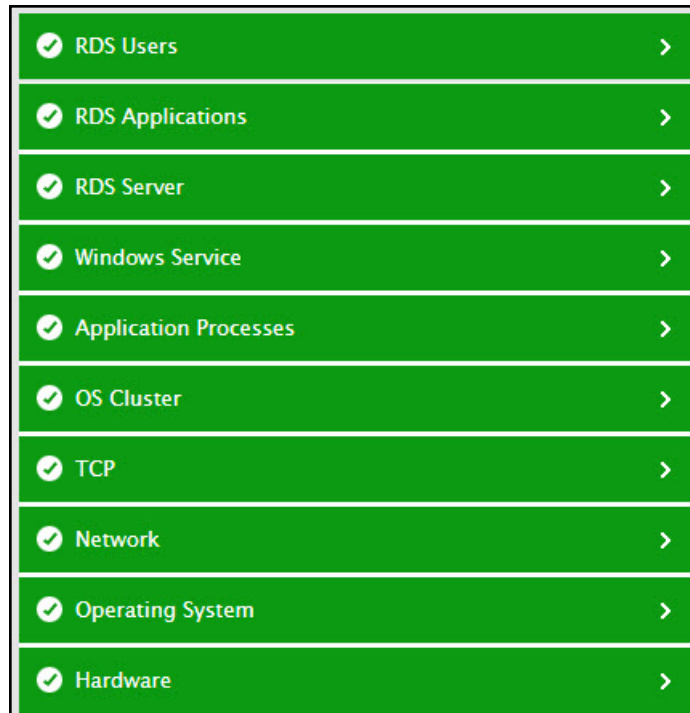 RDS Users
RDS Applications
RDS Server
Windows Service
Application Processes
OS Cluster
TCP
Network
Operating System
Hardware